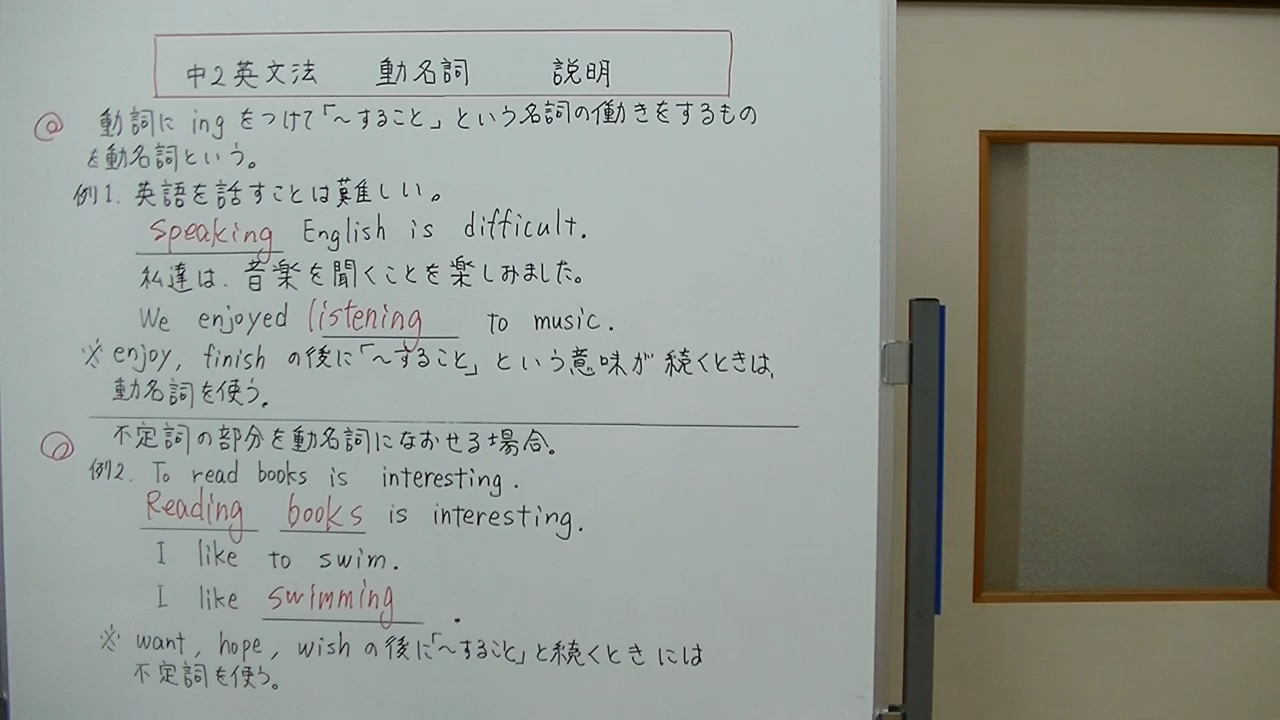 中2英文法 動名詞 説明
動詞に ing をつけて「～すること」という名詞の働きをするもの
を動名詞という。
例1. 英語を話すことは難しい。
Speaking English is difficult.
私達は、音楽を聞くことを楽しみました。
We enjoyed listening to music.
※ enjoy, finish の後に「～すること」という意味が続くときは、
動名詞を使う。
不定詞の部分を動名詞になおせる場合。
例2. To read books is interesting.
Reading books is interesting.
I like to swim.
I like swimming .
※ want, hope, wish の後に「～すること」と続くときには
不定詞を使う。